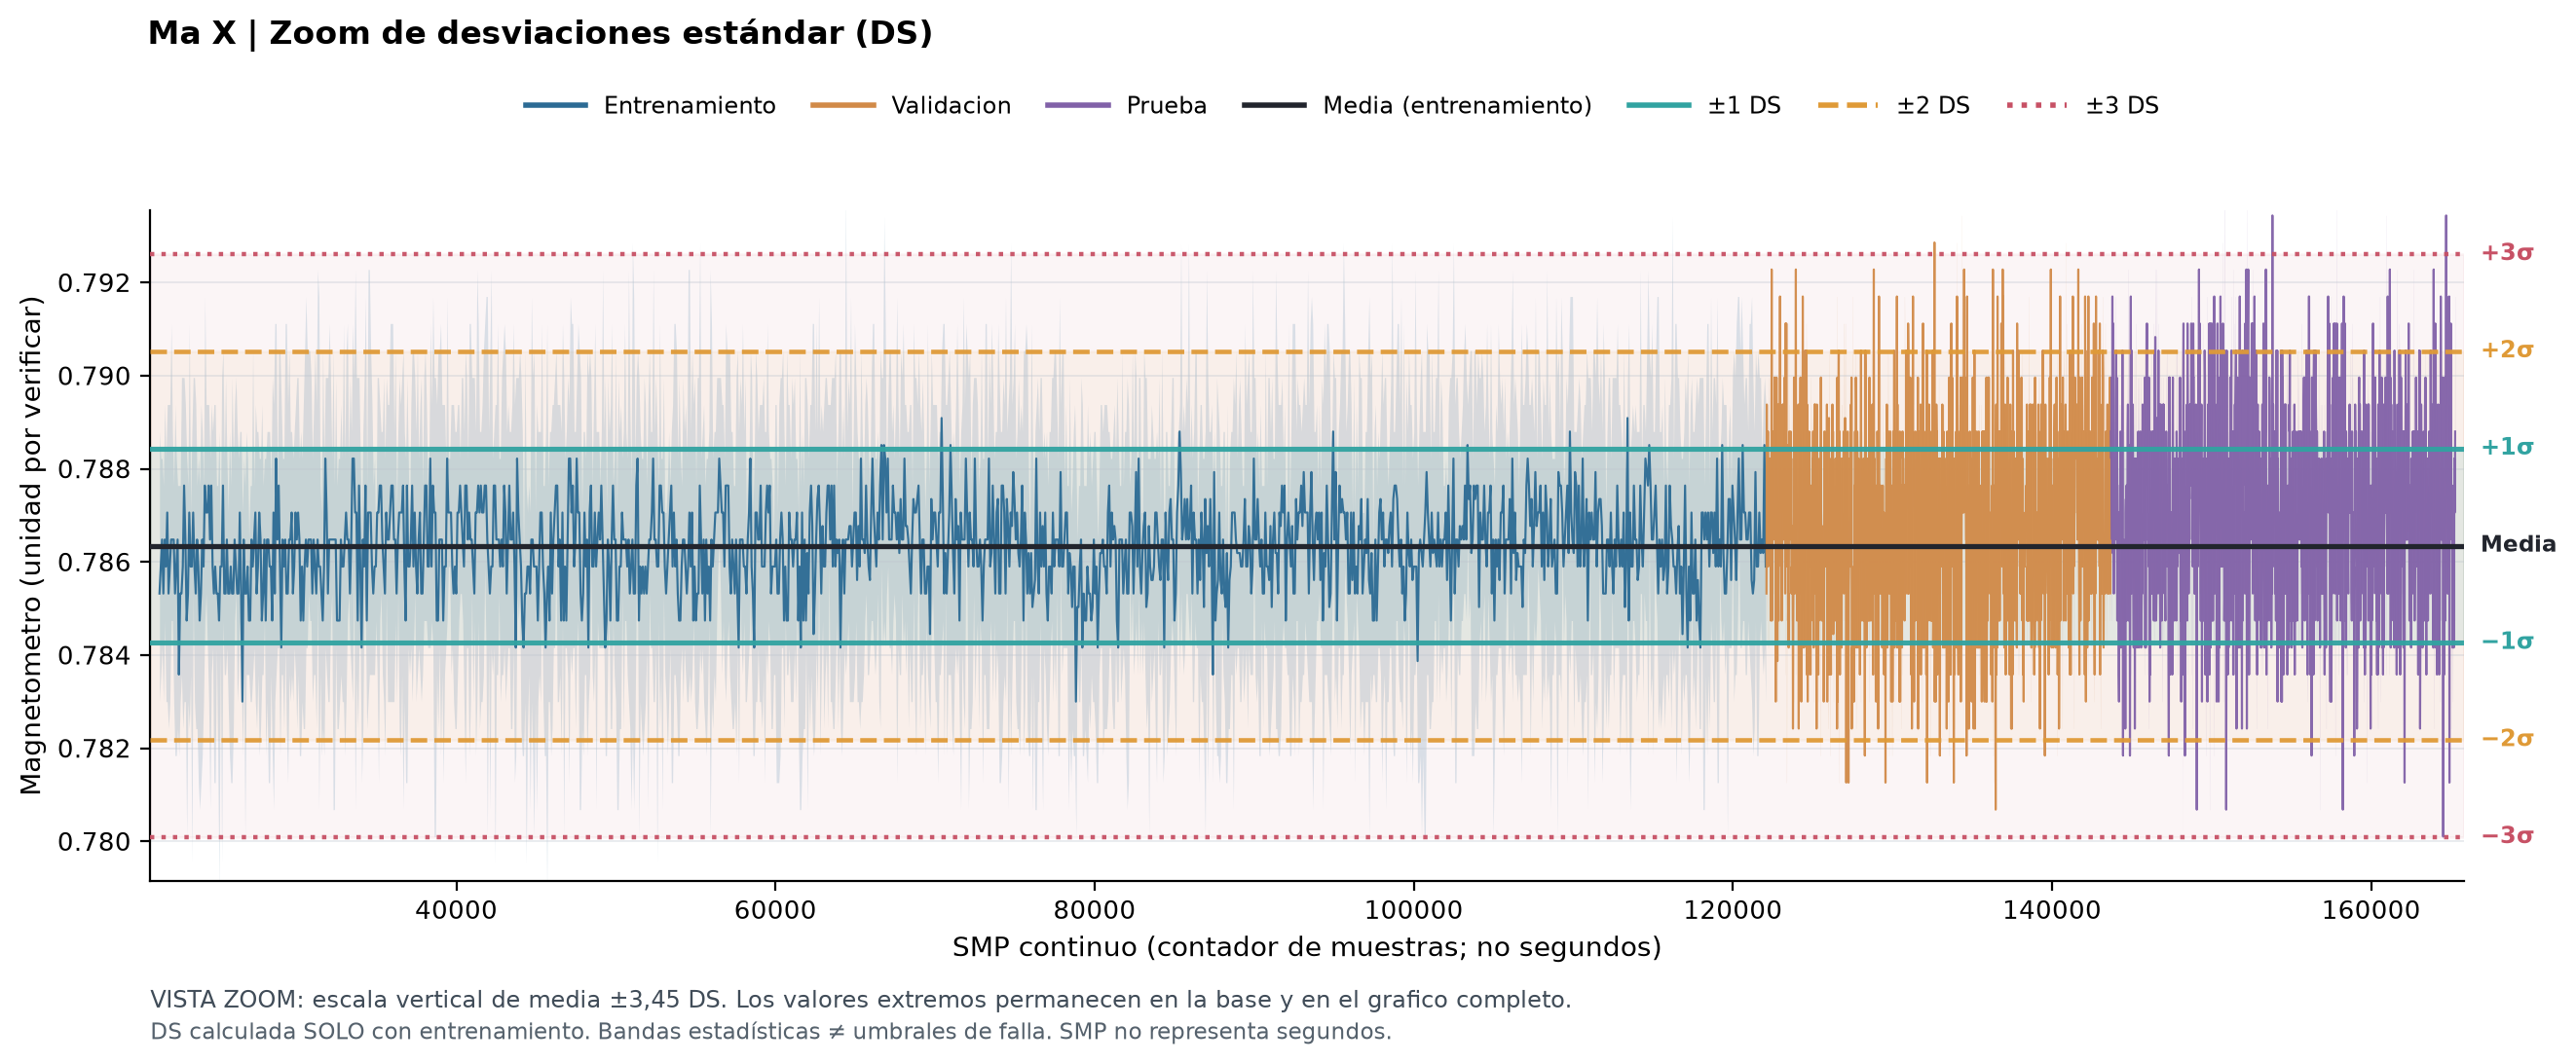 Ma X | Zoom de desviaciones estándar (DS)
Entrenamiento
Validacion
Prueba
Media (entrenamiento)
±1 DS
±2 DS
±3 DS
Magnetometro (unidad por verificar)
0.792
0.790
0.788
0.786
0.784
0.782
0.780
+3σ
+2σ
+1σ
Media
−1σ
−2σ
−3σ
40000
60000
80000
100000
120000
140000
160000
SMP continuo (contador de muestras; no segundos)
VISTA ZOOM: escala vertical de media ±3,45 DS. Los valores extremos permanecen en la base y en el grafico completo.
DS calculada SOLO con entrenamiento. Bandas estadísticas ≠ umbrales de falla. SMP no representa segundos.